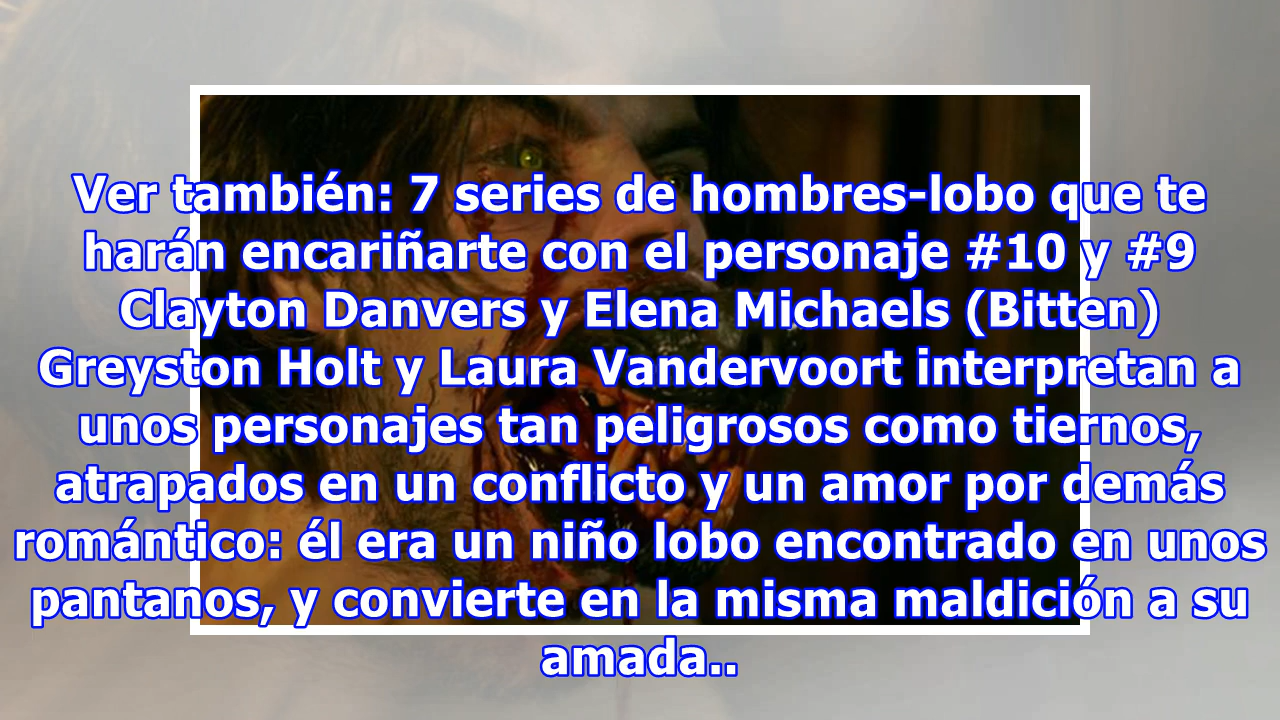 Ver también: 7 series de hombres-lobo que te
harán encariñarte con el personaje #10 y #9
Clayton Danvers y Elena Michaels (Bitten)
Greyston Holt y Laura Vandervoort interpretan a
unos personajes tan peligrosos como tiernos,
atrapados en un conflicto y un amor por demás
romántico: él era un niño lobo encontrado en unos
pantanos, y convierte en la misma maldición a su
amada..